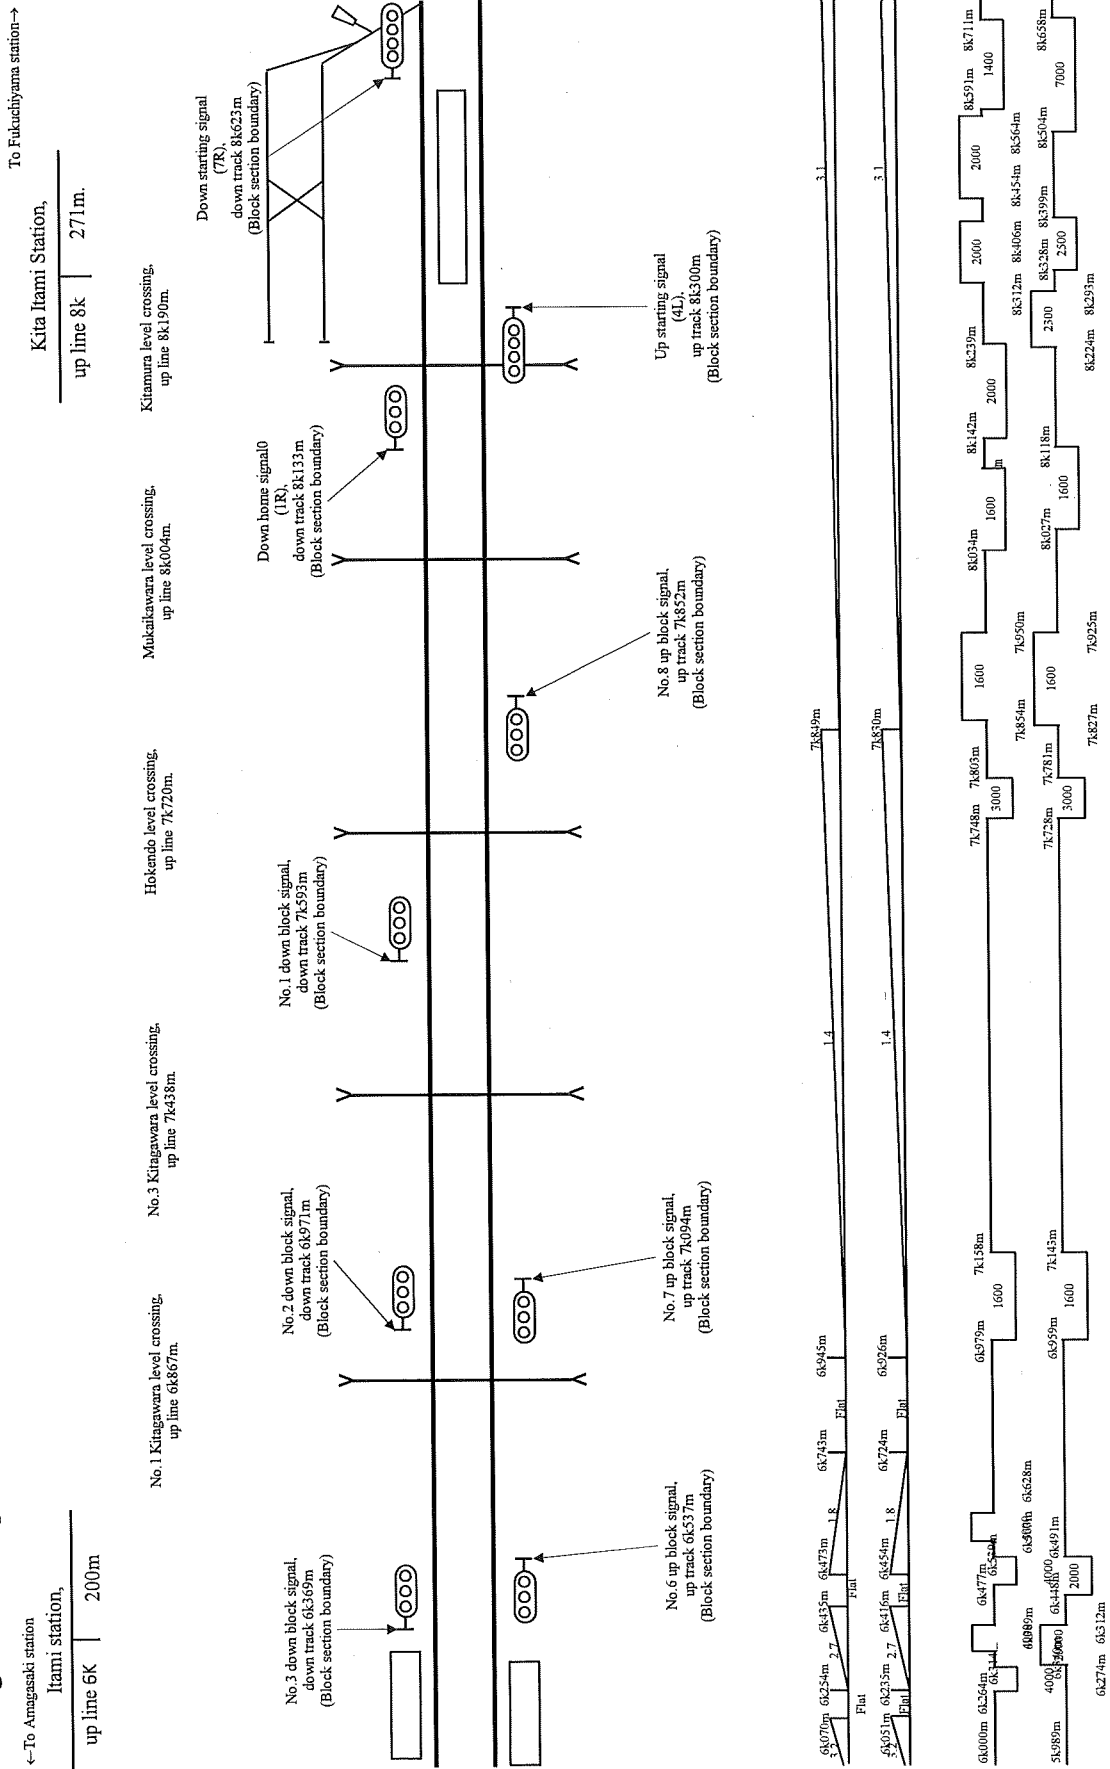 ←To Amagasaki station
Itami station,
up line 6K | 200m
To Fukuchiyama station→
Kita Itami Station,
up line 8k | 271m.
No.1 Kitagawara level crossing,
up line 6k867m.
No.3 Kitagawara level crossing,
up line 7k438m.
Hokendo level crossing,
up line 7k720m.
Mukaikawara level crossing,
up line 8k004m.
Kitamura level crossing,
up line 8k190m.
No.3 down block signal,
down track 6k369m
(Block section boundary)
No.2 down block signal,
down track 6k971m
(Block section boundary)
No.1 down block signal,
down track 7k593m
(Block section boundary)
Down home signal0
(1R),
down track 8k133m
(Block section boundary)
Down starting signal
(7R),
down track 8k623m
(Block section boundary)
No.6 up block signal,
up track 6k537m
(Block section boundary)
No.7 up block signal,
up track 7k094m
(Block section boundary)
No.8 up block signal,
up track 7k852m
(Block section boundary)
Up starting signal
(4L),
up track 8k300m
(Block section boundary)
6k070m 6k254m 6k435m 6k473m 6k743m 6k945m 7k849m
3.2 Flat 2.7 Flat 1.8 Flat 1.4 3.1
6k051m 6k235m 6k416m 6k454m 6k724m 6k926m 7k830m
3.2 Flat 2.7 Flat 1.8 Flat 1.4 3.1
6k000m 6k264m 6k477m 6k979m 7k158m 7k748m 7k803m 8k034m 8k142m 8k239m 8k591m 8k711m
1600 3000 1600 1600 2000 2000 2000 1400
6k628m 7k854m 7k950m 8k312m 8k406m 8k454m 8k564m
5k989m 4000 6k448m 4000 6k491m 6k959m 7k143m 7k728m 7k781m 8k027m 8k118m 8k328m 8k399m 8k504m 8k658m
2000 1600 3000 1600 1600 2300 2500 7000
6k274m 6k312m 7k827m 7k925m 8k224m 8k293m